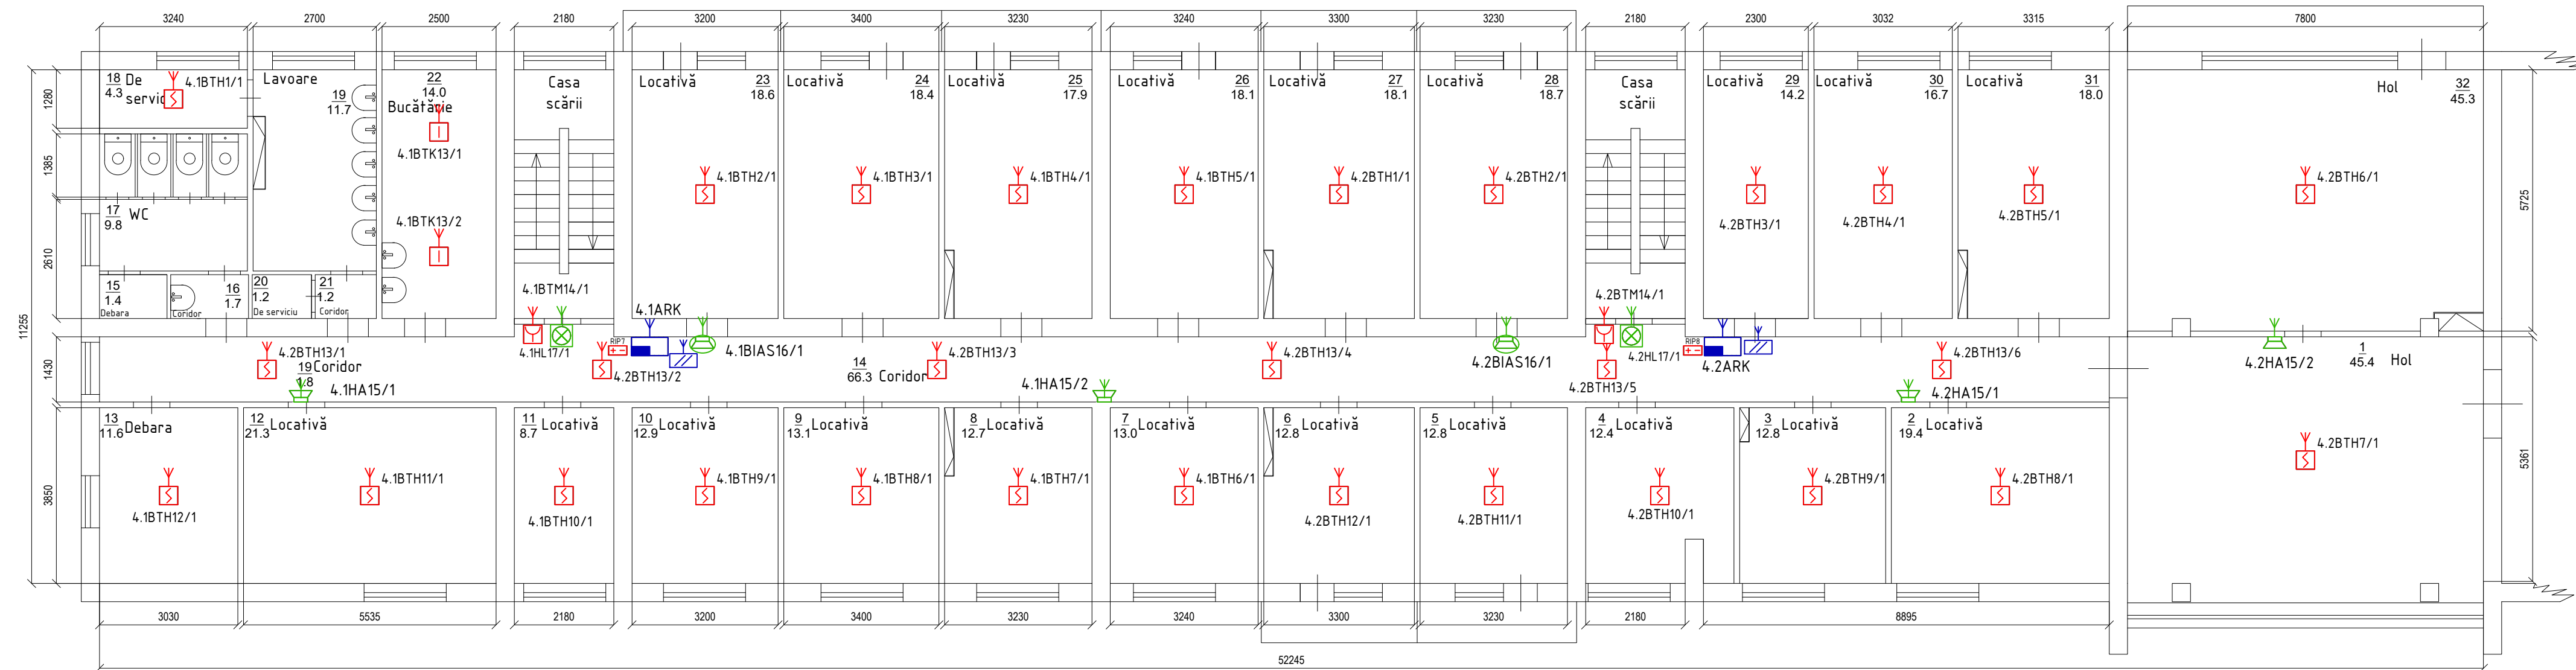 3240
2700
2500
2180
3200
3400
3230
3240
3300
3230
2180
2300
3032
3315
7800
18 De
4.3 serviciu
4.1BTH1/1
Lavoare
19
11.7
22
14.0
Bucătărie
4.1BTK13/1
4.1BTK13/2
Casa
scării
Locativă 23
18.6
Locativă 24
18.4
Locativă 25
17.9
Locativă 26
18.1
Locativă 27
18.1
Locativă 28
18.7
Casa
scării
Locativă 29
14.2
Locativă 30
16.7
Locativă 31
18.0
Hol 32
45.3
1280
1385
2610
11255
1430
3850
5725
5361
4.1BTH2/1
4.1BTH3/1
4.1BTH4/1
4.1BTH5/1
4.2BTH1/1
4.2BTH2/1
4.2BTH3/1
4.2BTH4/1
4.2BTH5/1
4.2BTH6/1
17 WC
9.8
15
1.4
Debara
16
1.7
Coridor
20
1.2
De serviciu
21
1.2
Coridor
4.1BTM14/1
4.1HL17/1
RIP7
4.1ARK
4.1BIAS16/1
4.2BTH13/1
19 Coridor
1.8
4.1HA15/1
4.2BTH13/2
14
66.3 Coridor
4.2BTH13/3
4.1HA15/2
4.2BTH13/4
4.2BIAS16/1
4.2BTM14/1
4.2HL17/1
4.2BTH13/5
RIP8
4.2ARK
4.2HA15/1
4.2BTH13/6
4.2HA15/2
1
45.4 Hol
13
11.6 Debara
12
21.3 Locativă
11
8.7 Locativă
10
12.9 Locativă
9
13.1 Locativă
8
12.7 Locativă
7
13.0 Locativă
6
12.8 Locativă
5
12.8 Locativă
4
12.4 Locativă
3
12.8 Locativă
2
19.4 Locativă
4.1BTH12/1
4.1BTH11/1
4.1BTH10/1
4.1BTH9/1
4.1BTH8/1
4.1BTH7/1
4.1BTH6/1
4.2BTH12/1
4.2BTH11/1
4.2BTH10/1
4.2BTH9/1
4.2BTH8/1
4.2BTH7/1
3030
5535
2180
3200
3400
3230
3240
3300
3230
2180
8895
52245